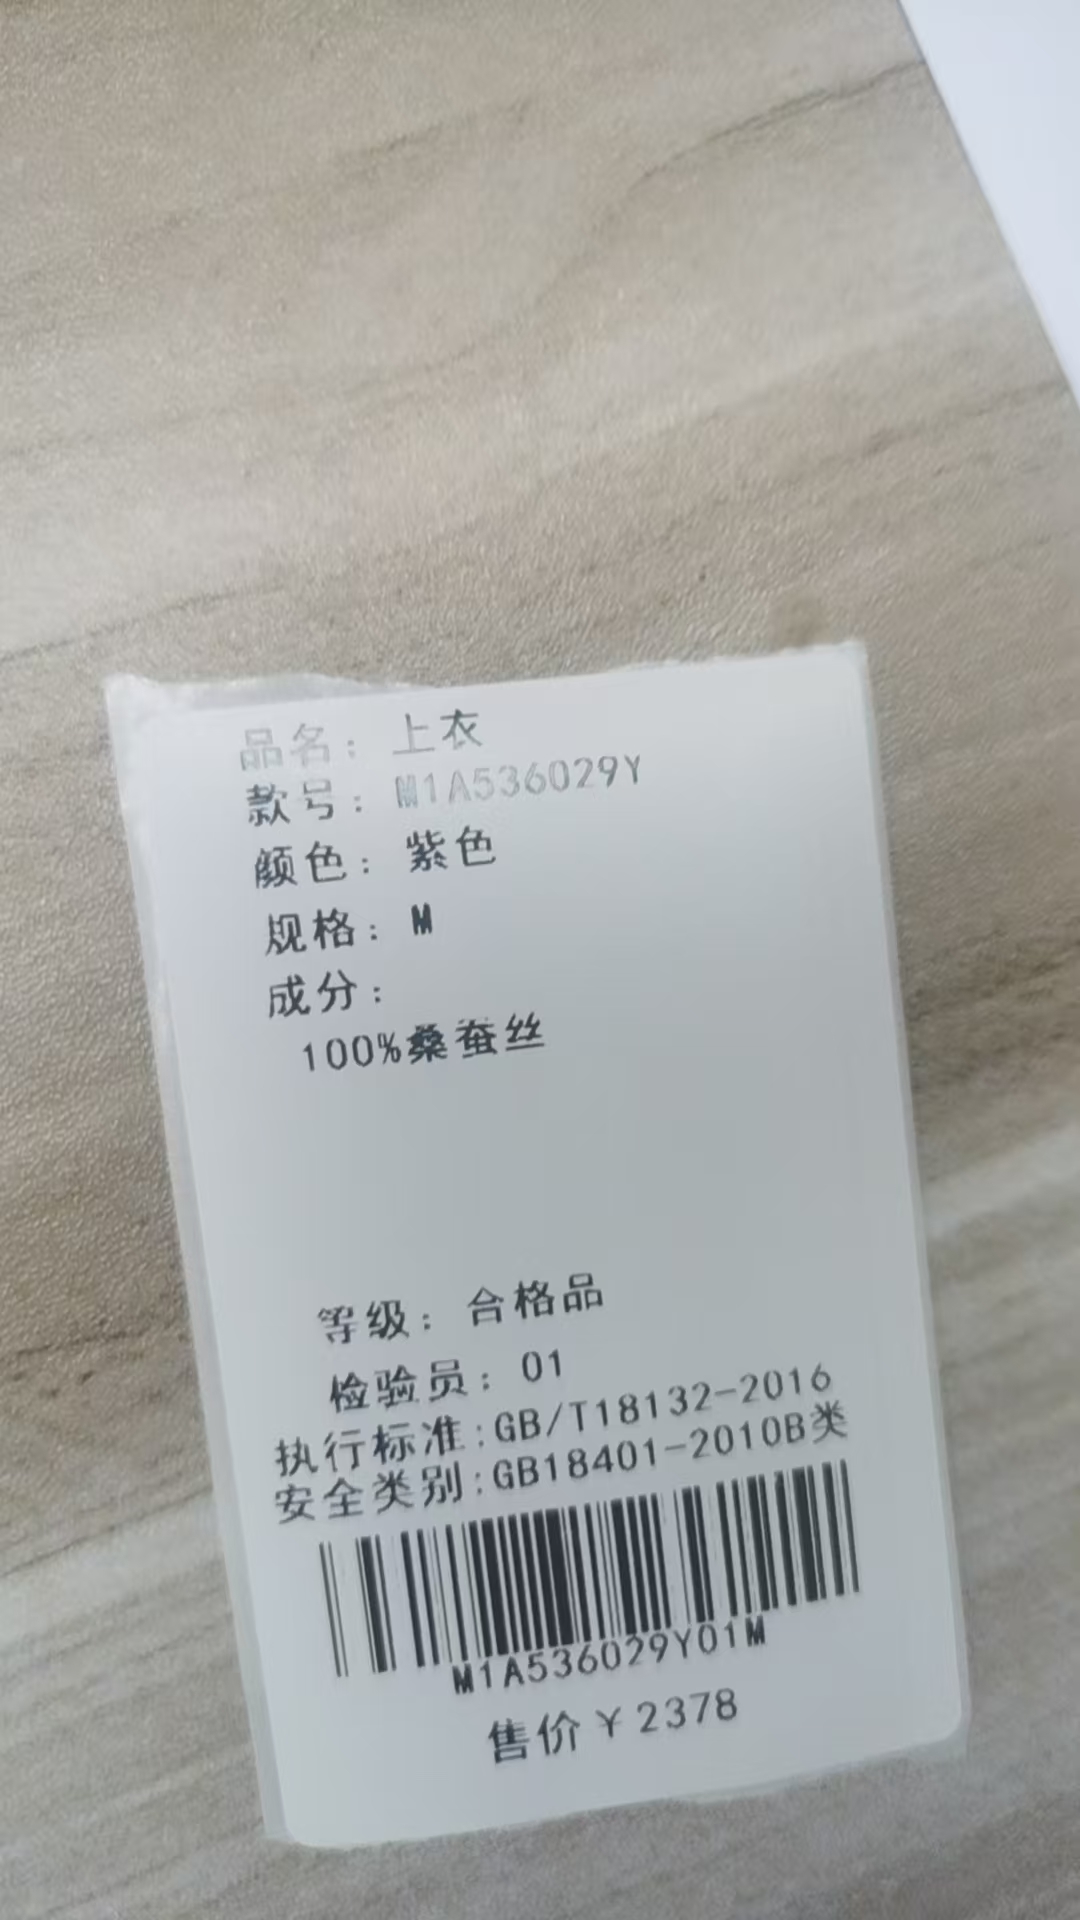 品名：上衣
款号：M1A536029Y
颜色：紫色
规格：M
成分：
100%桑蚕丝
等级：合格品
检验员：01
执行标准:GB/T18132-2016
安全类别:GB18401-2010B类
M1A536029Y01M
售价￥2378